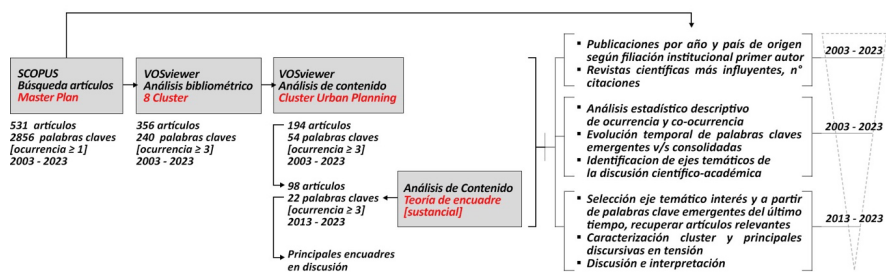 SCOPUS
Búsqueda artículos
Master Plan
531 artículos
2856 palabras claves
[ocurrencia ≥ 1]
2003 - 2023
VOSviewer
Análisis bibliométrico
8 Cluster
356 artículos
240 palabras claves
[ocurrencia ≥ 3]
2003 - 2023
VOSviewer
Análisis de contenido
Cluster Urban Planning
194 artículos
54 palabras claves
[ocurrencia ≥ 3]
2003 - 2023
98 artículos
22 palabras claves
[ocurrencia ≥ 3]
2013 - 2023
Principales encuadres
en discusión
Análisis de Contenido
Teoría de encuadre
[sustancial]
▪ Publicaciones por año y país de origen
según filiación institucional primer autor
▪ Revistas científicas más influyentes, n°
citaciones
2003 - 2023
▪ Análisis estadístico descriptivo
de ocurrencia y co-ocurrencia
▪ Evolución temporal de palabras claves
emergentes v/s consolidadas
▪ Identificacion de ejes temáticos de
la discusión científico-académica
2003 - 2023
▪ Selección eje temático interés y a partir
de palabras clave emergentes del último
tiempo, recuperar artículos relevantes
▪ Caracterización cluster y principales
discursivas en tensión
▪ Discusión e interpretación
2013 - 2023